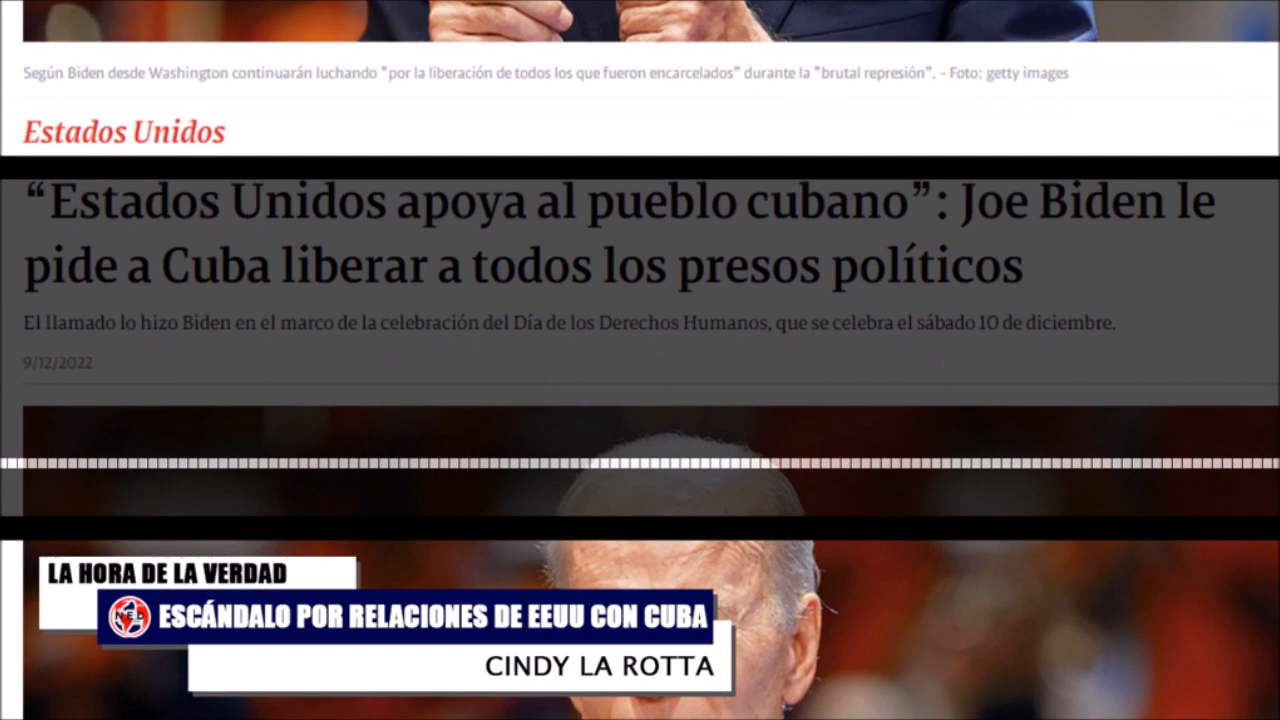 Según Biden desde Washington continuarán luchando "por la liberación de todos los que fueron encarcelados" durante la "brutal represión". - Foto: getty images
Estados Unidos
“Estados Unidos apoya al pueblo cubano”: Joe Biden le
pide a Cuba liberar a todos los presos políticos
El llamado lo hizo Biden en el marco de la celebración del Día de los Derechos Humanos, que se celebra el sábado 10 de diciembre.
9/12/2022
LA HORA DE LA VERDAD
ESCÁNDALO POR RELACIONES DE EEUU CON CUBA
CINDY LA ROTTA